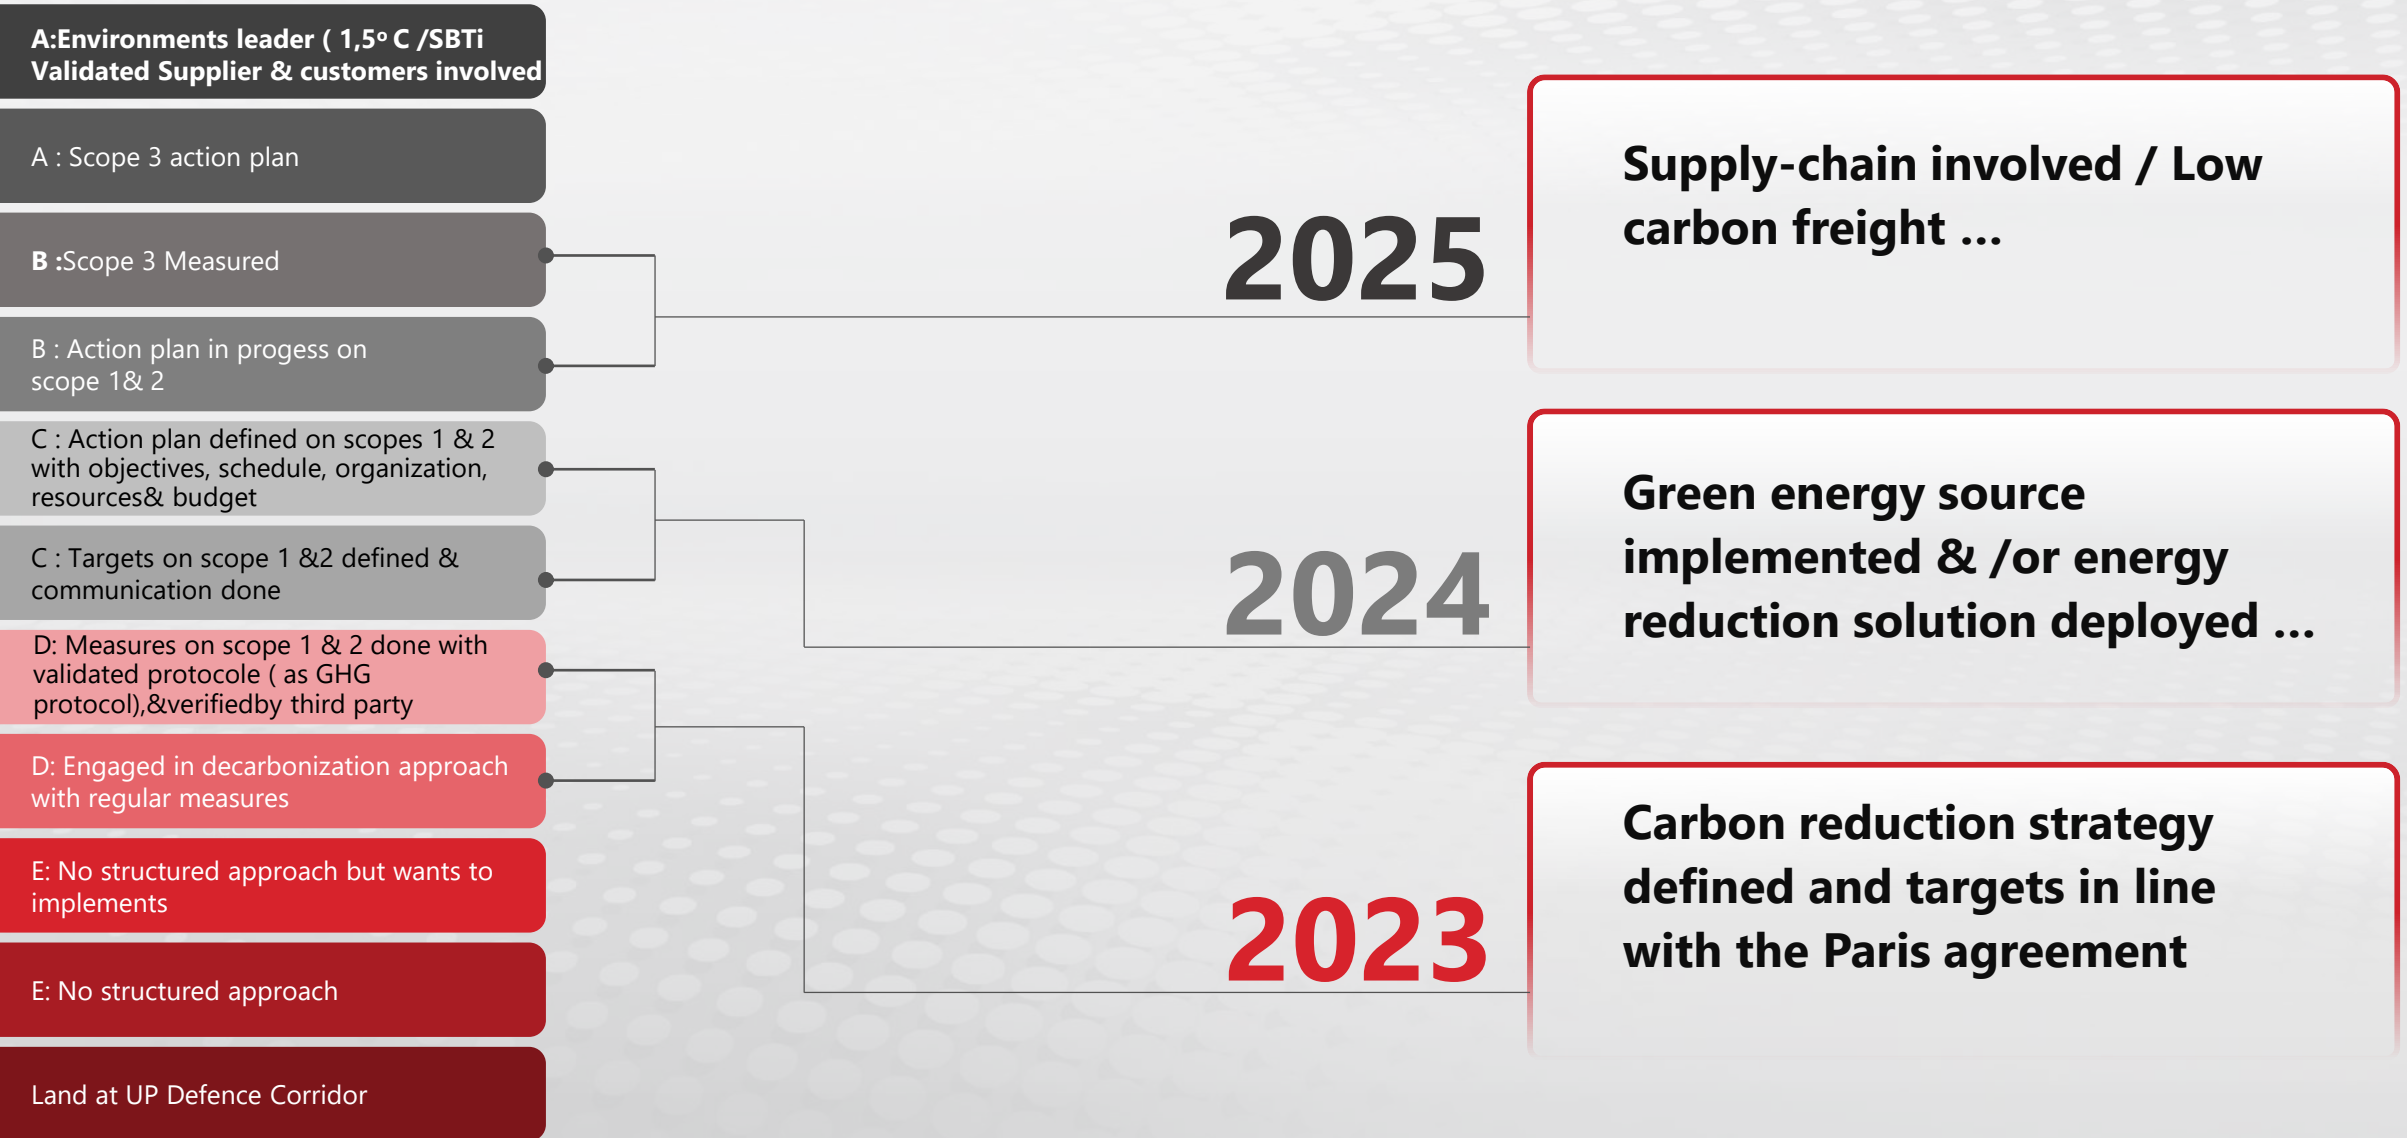 A:Environments leader ( 1,5º C /SBTi
Validated Supplier & customers involved
A : Scope 3 action plan
B :Scope 3 Measured
B : Action plan in progess on
scope 1& 2
C : Action plan defined on scopes 1 & 2
with objectives, schedule, organization,
resources& budget
C : Targets on scope 1 &2 defined &
communication done
D: Measures on scope 1 & 2 done with
validated protocole ( as GHG
protocol),&verifiedby third party
D: Engaged in decarbonization approach
with regular measures
E: No structured approach but wants to
implements
E: No structured approach
Land at UP Defence Corridor
2025
Supply-chain involved / Low
carbon freight ...
2024
Green energy source
implemented & /or energy
reduction solution deployed ...
2023
Carbon reduction strategy
defined and targets in line
with the Paris agreement